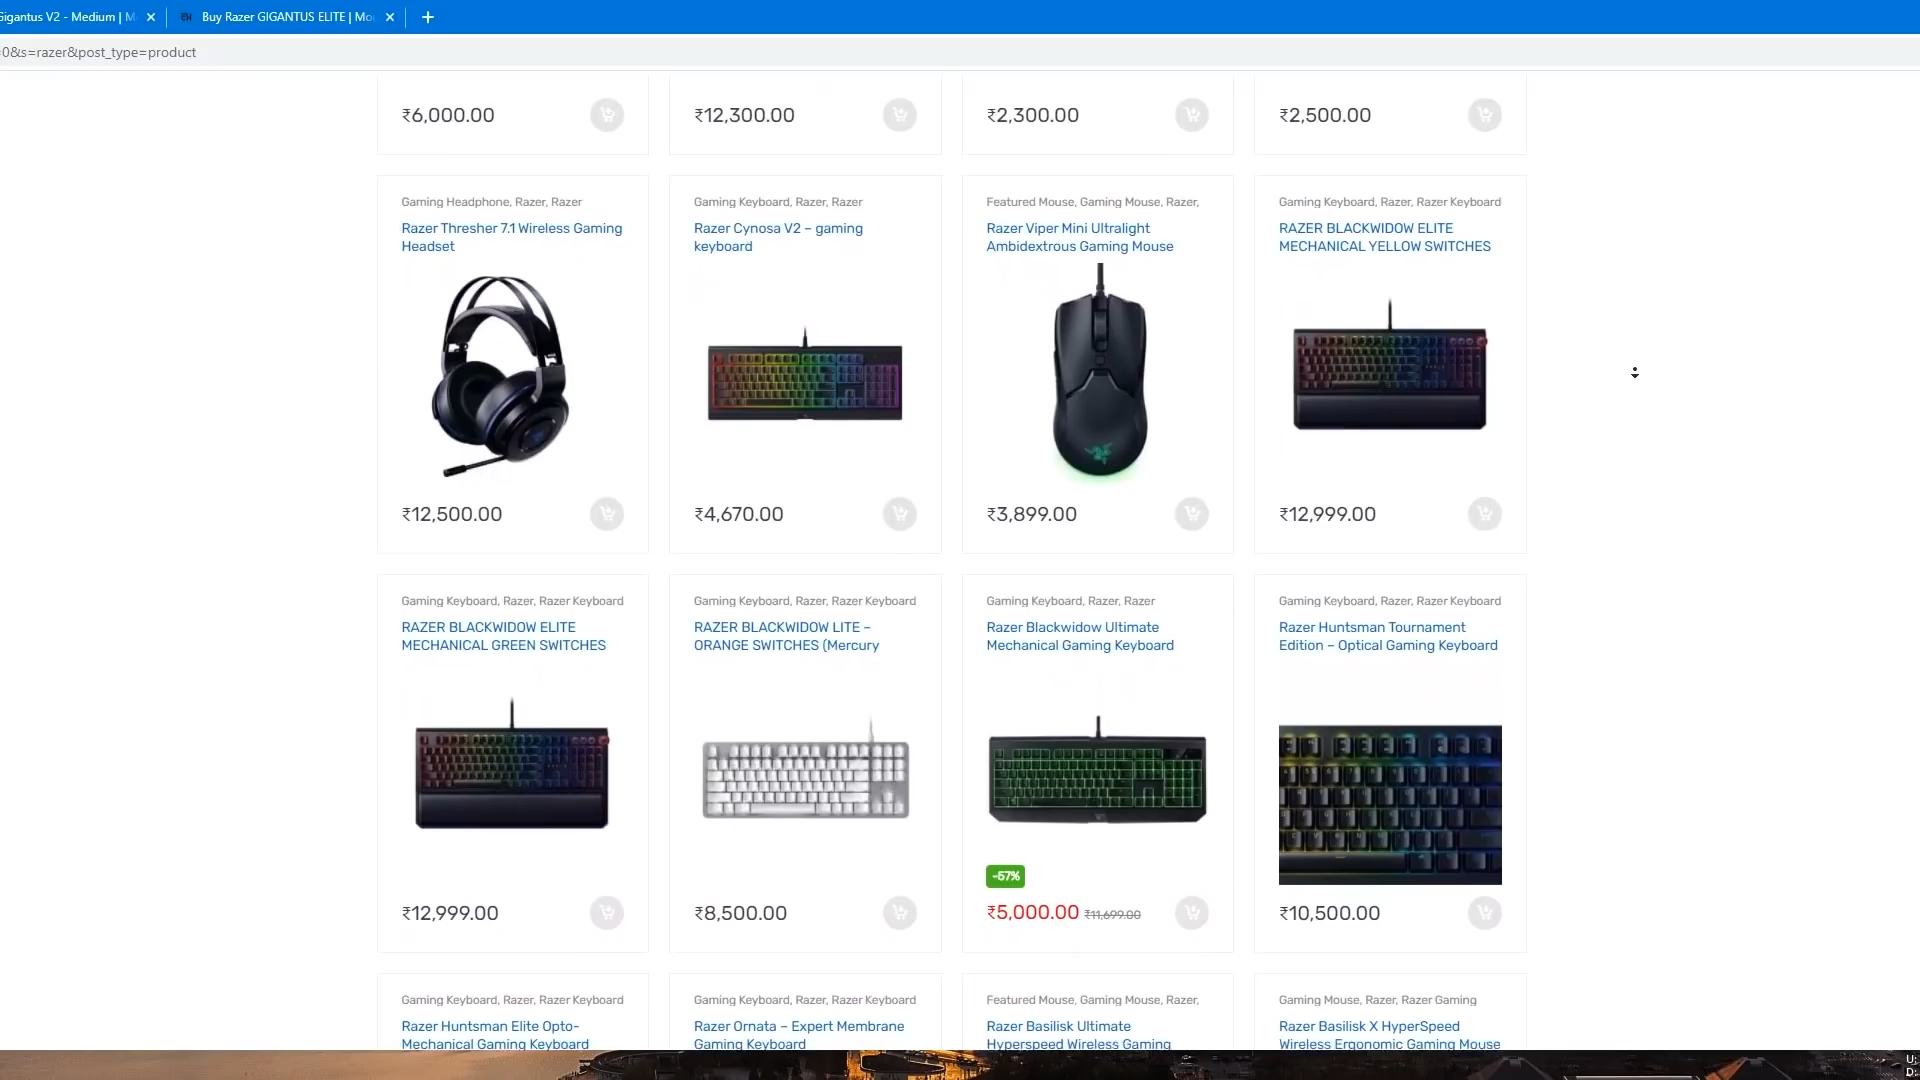 Gigantus V2 - Medium | M
Buy Razer GIGANTUS ELITE | Mo
0&s=razer&post_type=product
₹6,000.00
₹12,300.00
₹2,300.00
₹2,500.00
Gaming Headphone, Razer, Razer
Razer Thresher 7.1 Wireless Gaming
Headset
₹12,500.00
Gaming Keyboard, Razer, Razer
Razer Cynosa V2 – gaming
keyboard
₹4,670.00
Featured Mouse, Gaming Mouse, Razer,
Razer Viper Mini Ultralight
Ambidextrous Gaming Mouse
₹3,899.00
Gaming Keyboard, Razer, Razer Keyboard
RAZER BLACKWIDOW ELITE
MECHANICAL YELLOW SWITCHES
₹12,999.00
Gaming Keyboard, Razer, Razer Keyboard
RAZER BLACKWIDOW ELITE
MECHANICAL GREEN SWITCHES
₹12,999.00
Gaming Keyboard, Razer, Razer Keyboard
RAZER BLACKWIDOW LITE –
ORANGE SWITCHES (Mercury
₹8,500.00
Gaming Keyboard, Razer, Razer
Razer Blackwidow Ultimate
Mechanical Gaming Keyboard
-57%
₹5,000.00 ₹11,699.00
Gaming Keyboard, Razer, Razer Keyboard
Razer Huntsman Tournament
Edition – Optical Gaming Keyboard
₹10,500.00
Gaming Keyboard, Razer, Razer Keyboard
Razer Huntsman Elite Opto-
Mechanical Gaming Keyboard
Gaming Keyboard, Razer, Razer Keyboard
Razer Ornata – Expert Membrane
Gaming Keyboard
Featured Mouse, Gaming Mouse, Razer,
Razer Basilisk Ultimate
Hyperspeed Wireless Gaming
Gaming Mouse, Razer, Razer Gaming
Razer Basilisk X HyperSpeed
Wireless Ergonomic Gaming Mouse
U:
D: